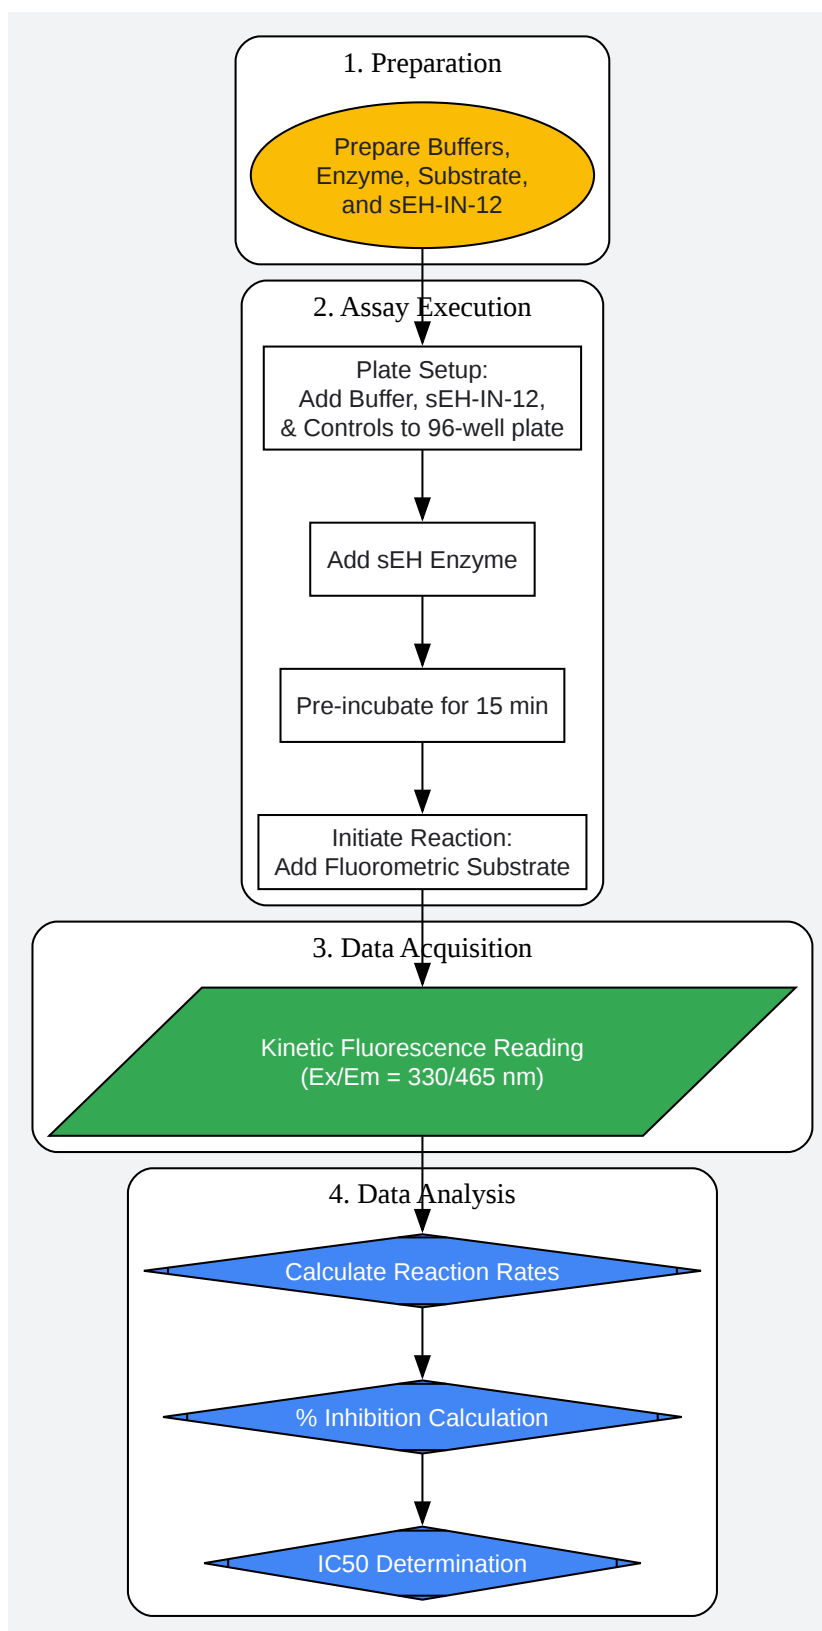 1. Preparation
Prepare Buffers,
Enzyme, Substrate,
and sEH-IN-12
2. Assay Execution
Plate Setup:
Add Buffer, sEH-IN-12,
& Controls to 96-well plate
Add sEH Enzyme
Pre-incubate for 15 min
Initiate Reaction:
Add Fluorometric Substrate
3. Data Acquisition
Kinetic Fluorescence Reading
(Ex/Em = 330/465 nm)
4. Data Analysis
Calculate Reaction Rates
% Inhibition Calculation
IC50 Determination